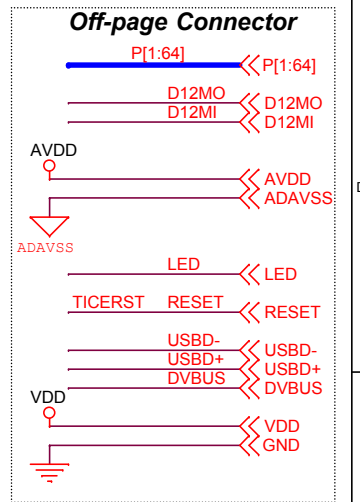 Off-page Connector
P[1:64] P[1:64]
D12MO D12MO
D12MI D12MI
AVDD
AVDD
ADAVSS
ADAVSS
LED LED
TICERST RESET RESET
USBD- USBD-
USBD+ USBD+
DVBUS DVBUS
VDD
VDD
GND